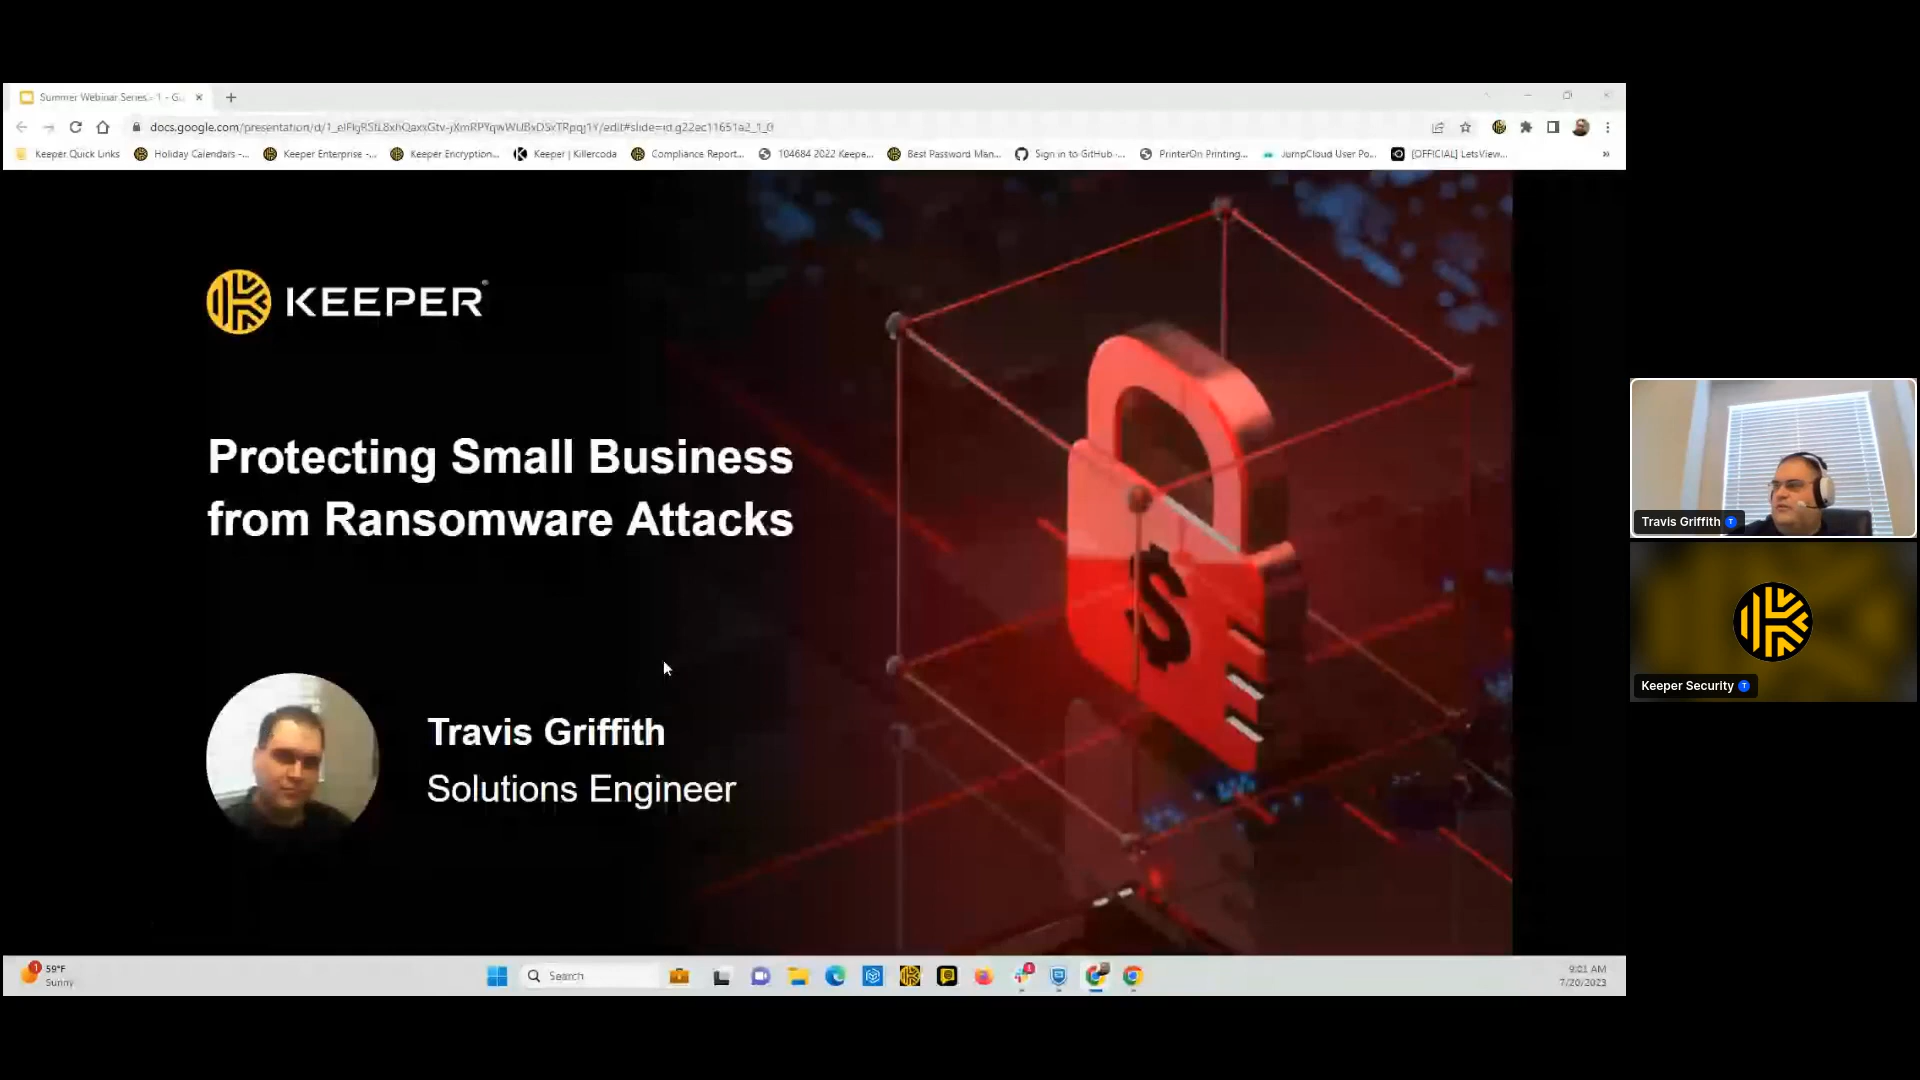 Summer Webinar Series - 1 - G
docs.google.com/presentation/d/
Keeper Quick Links
Holiday Calendars -...
Keeper Enterprise -...
Keeper Encryption...
Keeper | Killercoda
Compliance Report...
104684 2022 Keepe...
Best Password Man...
Sign in to GitHub ·...
PrinterOn Printing...
JumpCloud User Po...
[OFFICIAL] LetsView...
KEEPER
Protecting Small Business
from Ransomware Attacks
$
Travis Griffith
Solutions Engineer
Travis Griffith
T
Keeper Security
T
1
59°F
Sunny
Search
1
9:01 AM
7/20/2023